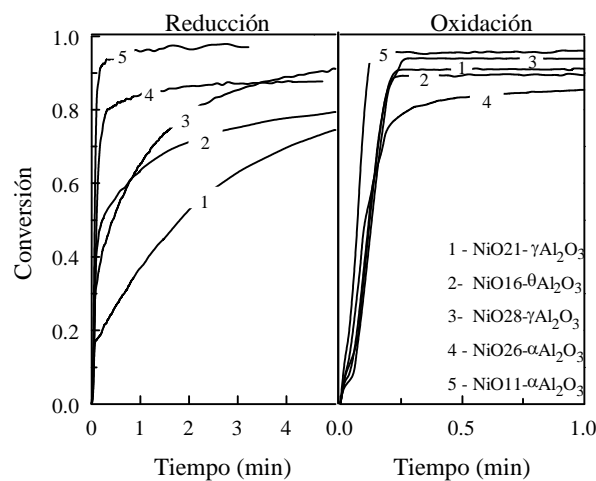 Reducción
Oxidación
Conversión
1.0
0.8
0.6
0.4
0.2
0.0
5
4
3
2
1
5
1
3
2
4
1 - NiO21-γAl2O3
2- NiO16-θAl2O3
3- NiO28-γAl2O3
4 - NiO26-αAl2O3
5 - NiO11-αAl2O3
0 1 2 3 4 0.0 0.5 1.0
Tiempo (min)
Tiempo (min)